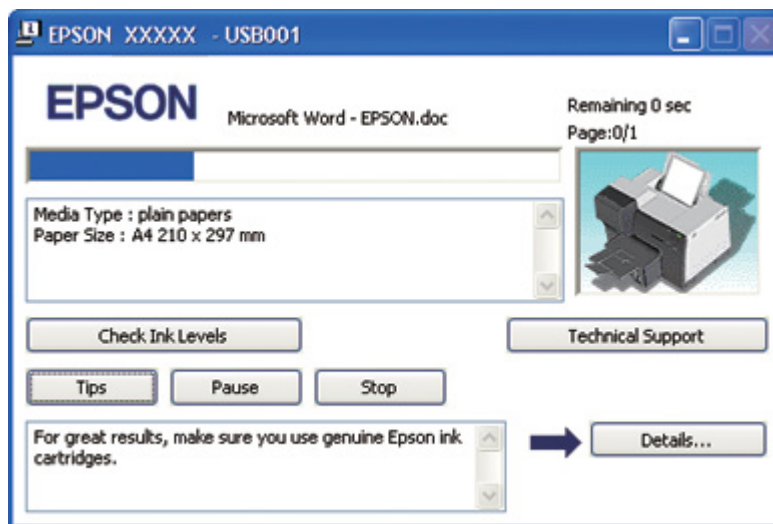 EPSON XXXXX - USB001
EPSON
Microsoft Word - EPSON.doc
Remaining 0 sec
Page:0/1
Media Type : plain papers
Paper Size : A4 210 x 297 mm
Check Ink Levels
Technical Support
Tips
Pause
Stop
For great results, make sure you use genuine Epson ink
cartridges.
Details...